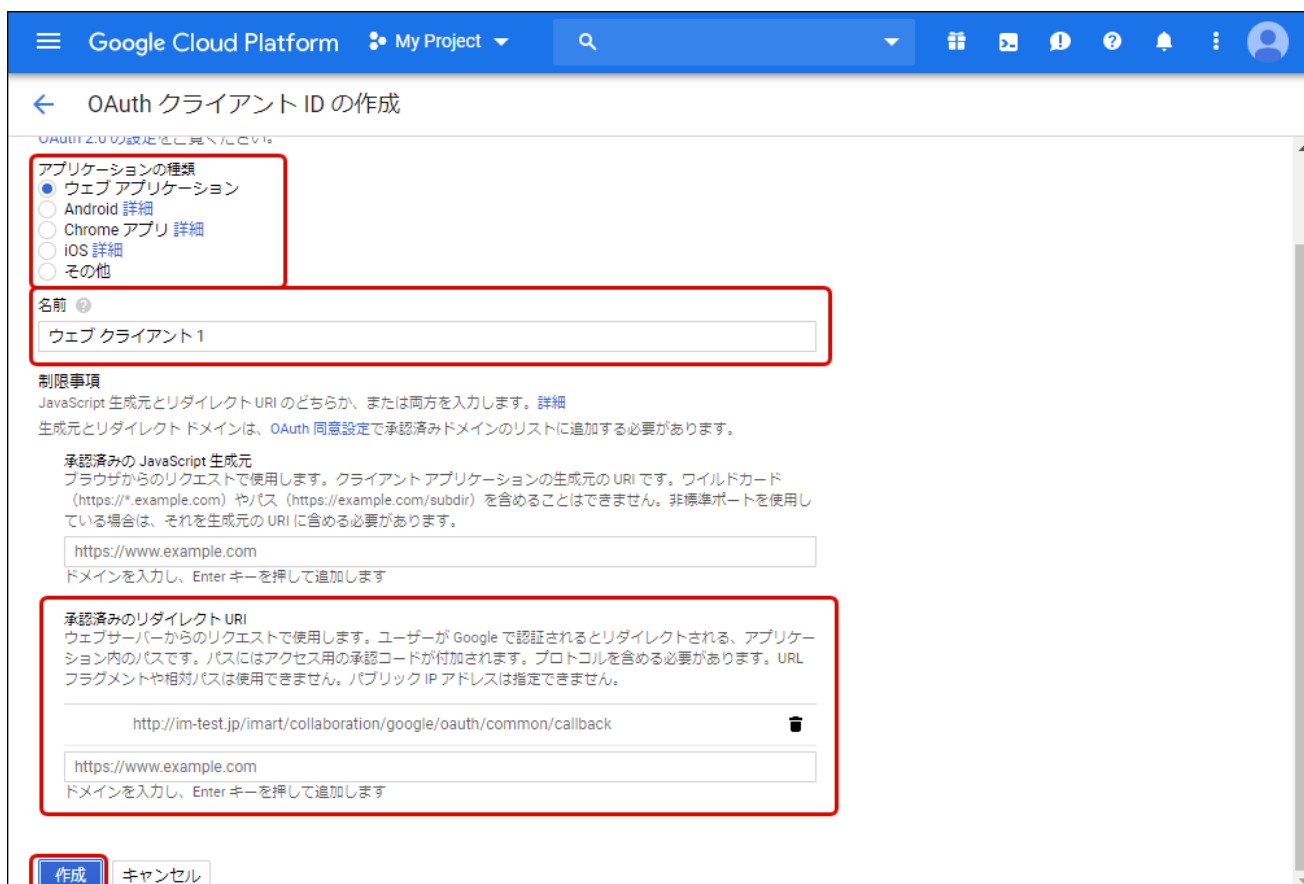 Google Cloud Platform My Project
OAuth クライアント ID の作成
OAuth 2.0 の設定をご覧ください。
アプリケーションの種類
ウェブ アプリケーション
Android 詳細
Chrome アプリ 詳細
iOS 詳細
その他
名前
ウェブ クライアント 1
制限事項
JavaScript 生成元とリダイレクト URI のどちらか、または両方を入力します。詳細
生成元とリダイレクト ドメインは、OAuth 同意設定で承認済みドメインのリストに追加する必要があります。
承認済みの JavaScript 生成元
ブラウザからのリクエストで使用します。クライアント アプリケーションの生成元の URI です。ワイルドカード
（https://*.example.com）やパス（https://example.com/subdir）を含めることはできません。非標準ポートを使用し
ている場合は、それを生成元の URI に含める必要があります。
https://www.example.com
ドメインを入力し、Enter キーを押して追加します
承認済みのリダイレクト URI
ウェブサーバーからのリクエストで使用します。ユーザーが Google で認証されるとリダイレクトされる、アプリケー
ション内のパスです。パスにはアクセス用の承認コードが付加されます。プロトコルを含める必要があります。URL
フラグメントや相対パスは使用できません。パブリック IP アドレスは指定できません。
http://im-test.jp/imart/collaboration/google/oauth/common/callback
https://www.example.com
ドメインを入力し、Enter キーを押して追加します
作成 キャンセル